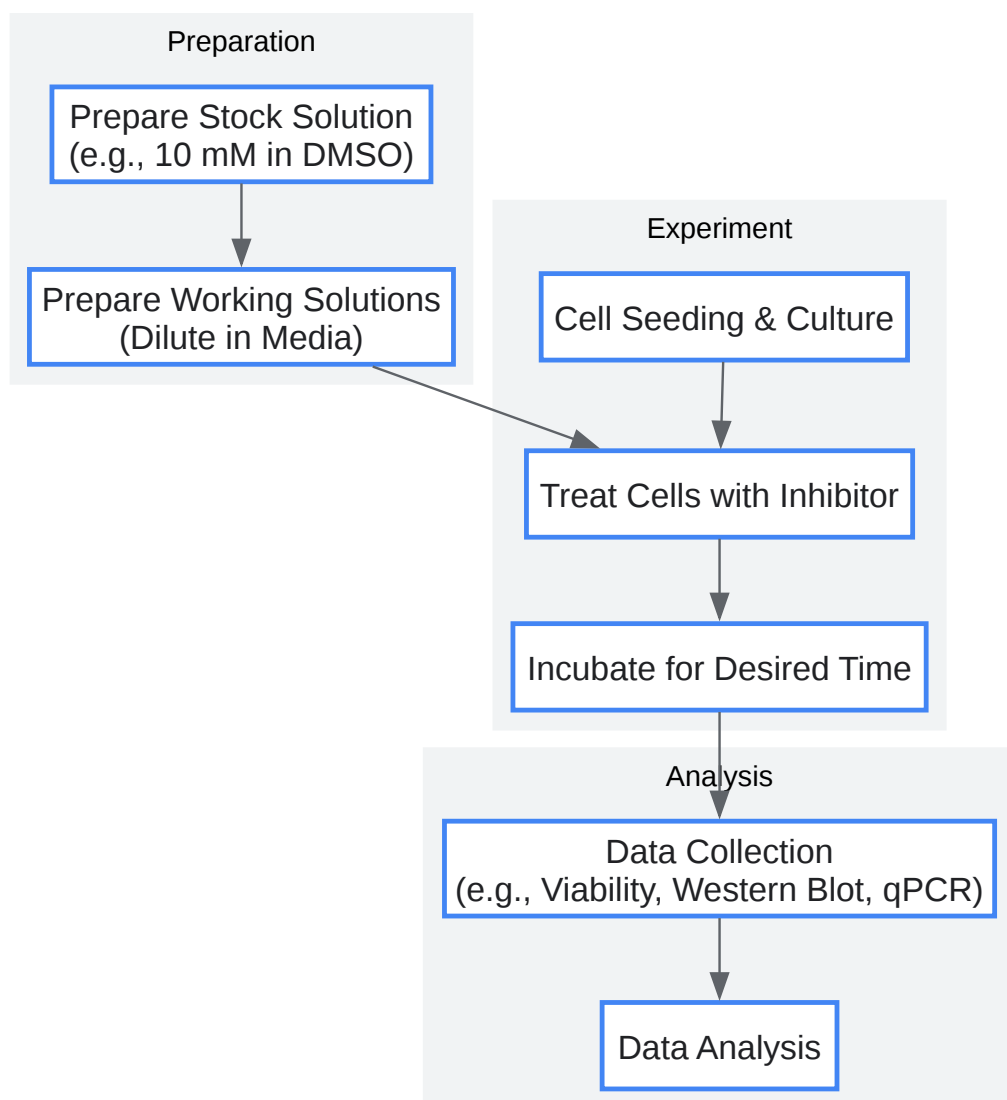 Preparation
Prepare Stock Solution
(e.g., 10 mM in DMSO)
Prepare Working Solutions
(Dilute in Media)
Experiment
Cell Seeding & Culture
Treat Cells with Inhibitor
Incubate for Desired Time
Analysis
Data Collection
(e.g., Viability, Western Blot, qPCR)
Data Analysis